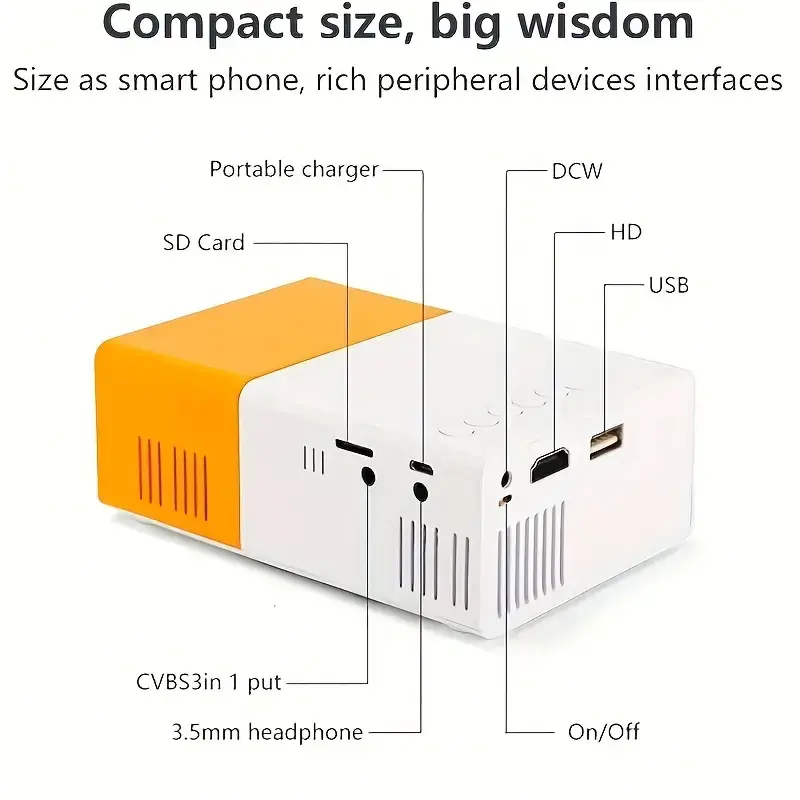 Compact size, big wisdom
Size as smart phone, rich peripheral devices interfaces
Portable charger
DCW
SD Card
HD
USB
CVBS3in 1 put
3.5mm headphone
On/Off